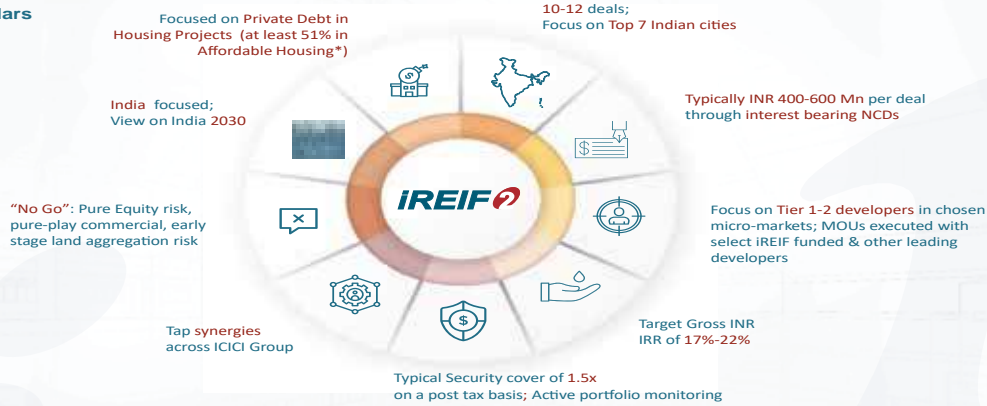 lars
Focused on Private Debt in
Housing Projects (at least 51% in
Affordable Housing*)
10-12 deals;
Focus on Top 7 Indian cities
India focused;
View on India 2030
Typically INR 400-600 Mn per deal
through interest bearing NCDs
iREIF2
"No Go": Pure Equity risk,
pure-play commercial, early
stage land aggregation risk
Focus on Tier 1-2 developers in chosen
micro-markets; MOUs executed with
select iREIF funded & other leading
developers
Tap synergies
across ICICI Group
Target Gross INR
IRR of 17%-22%
Typical Security cover of 1.5x
on a post tax basis; Active portfolio monitoring